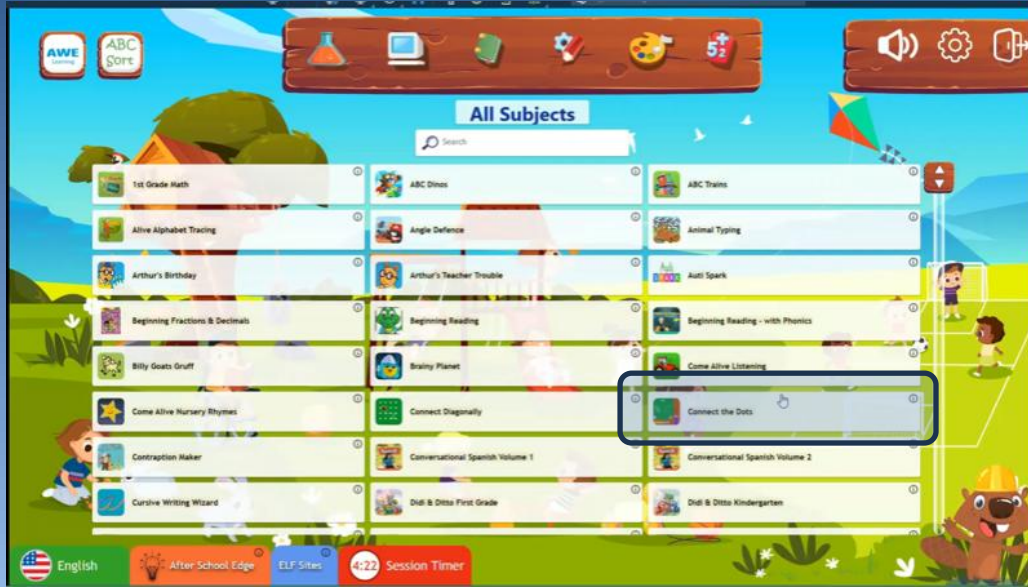 AWE
Learning
ABC
Sort
5 2
All Subjects
Search
1st Grade Math
ABC Dinos
ABC Trains
Alive Alphabet Tracing
Angle Defence
Animal Typing
Arthur's Birthday
Arthur's Teacher Trouble
Auti Spark
Beginning Fractions & Decimals
Beginning Reading
Beginning Reading - with Phonics
Billy Goats Gruff
Brainy Planet
Come Alive Listening
Come Alive Nursery Rhymes
Connect Diagonally
Connect the Dots
Contraption Maker
Conversational Spanish Volume 1
Conversational Spanish Volume 2
Cursive Writing Wizard
Didi & Ditto First Grade
Didi & Ditto Kindergarten
English
After School Edge
ELF Sites
4:22 Session Timer